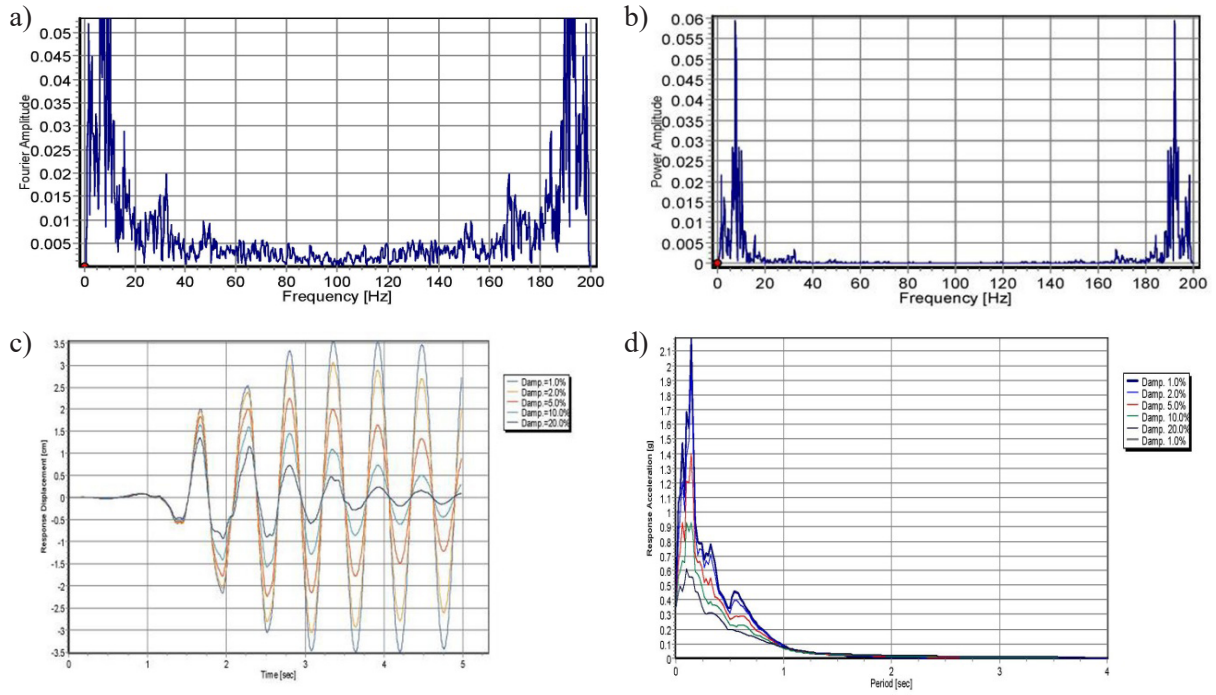 a)
0.05
0.045
0.04
0.035
0.03
0.025
0.02
0.015
0.01
0.005
Fourier Amplitude
0 20 40 60 80 100 120 140 160 180 200
Frequency [Hz]
b)
0.06
0.055
0.05
0.045
0.04
0.035
0.03
0.025
0.02
0.015
0.01
0.005
0
Power Amplitude
0 20 40 60 80 100 120 140 160 180 200
Frequency [Hz]
c)
3.5
3
2.5
2
1.5
1
0.5
0
-0.5
-1
-1.5
-2
-2.5
-3
-3.5
Response Displacement [cm]
0 1 2 3 4 5
Time [sec]
Damp.=1.0%
Damp.=2.0%
Damp.=5.0%
Damp.=10.0%
Damp.=20.0%
d)
2.1
2
1.9
1.8
1.7
1.6
1.5
1.4
1.3
1.2
1.1
1
0.9
0.8
0.7
0.6
0.5
0.4
0.3
0.2
0.1
0
Response Acceleration [g]
0 1 2 3 4
Period [sec]
Damp. 1.0%
Damp. 2.0%
Damp. 5.0%
Damp. 10.0%
Damp. 20.0%
Damp. 1.0%